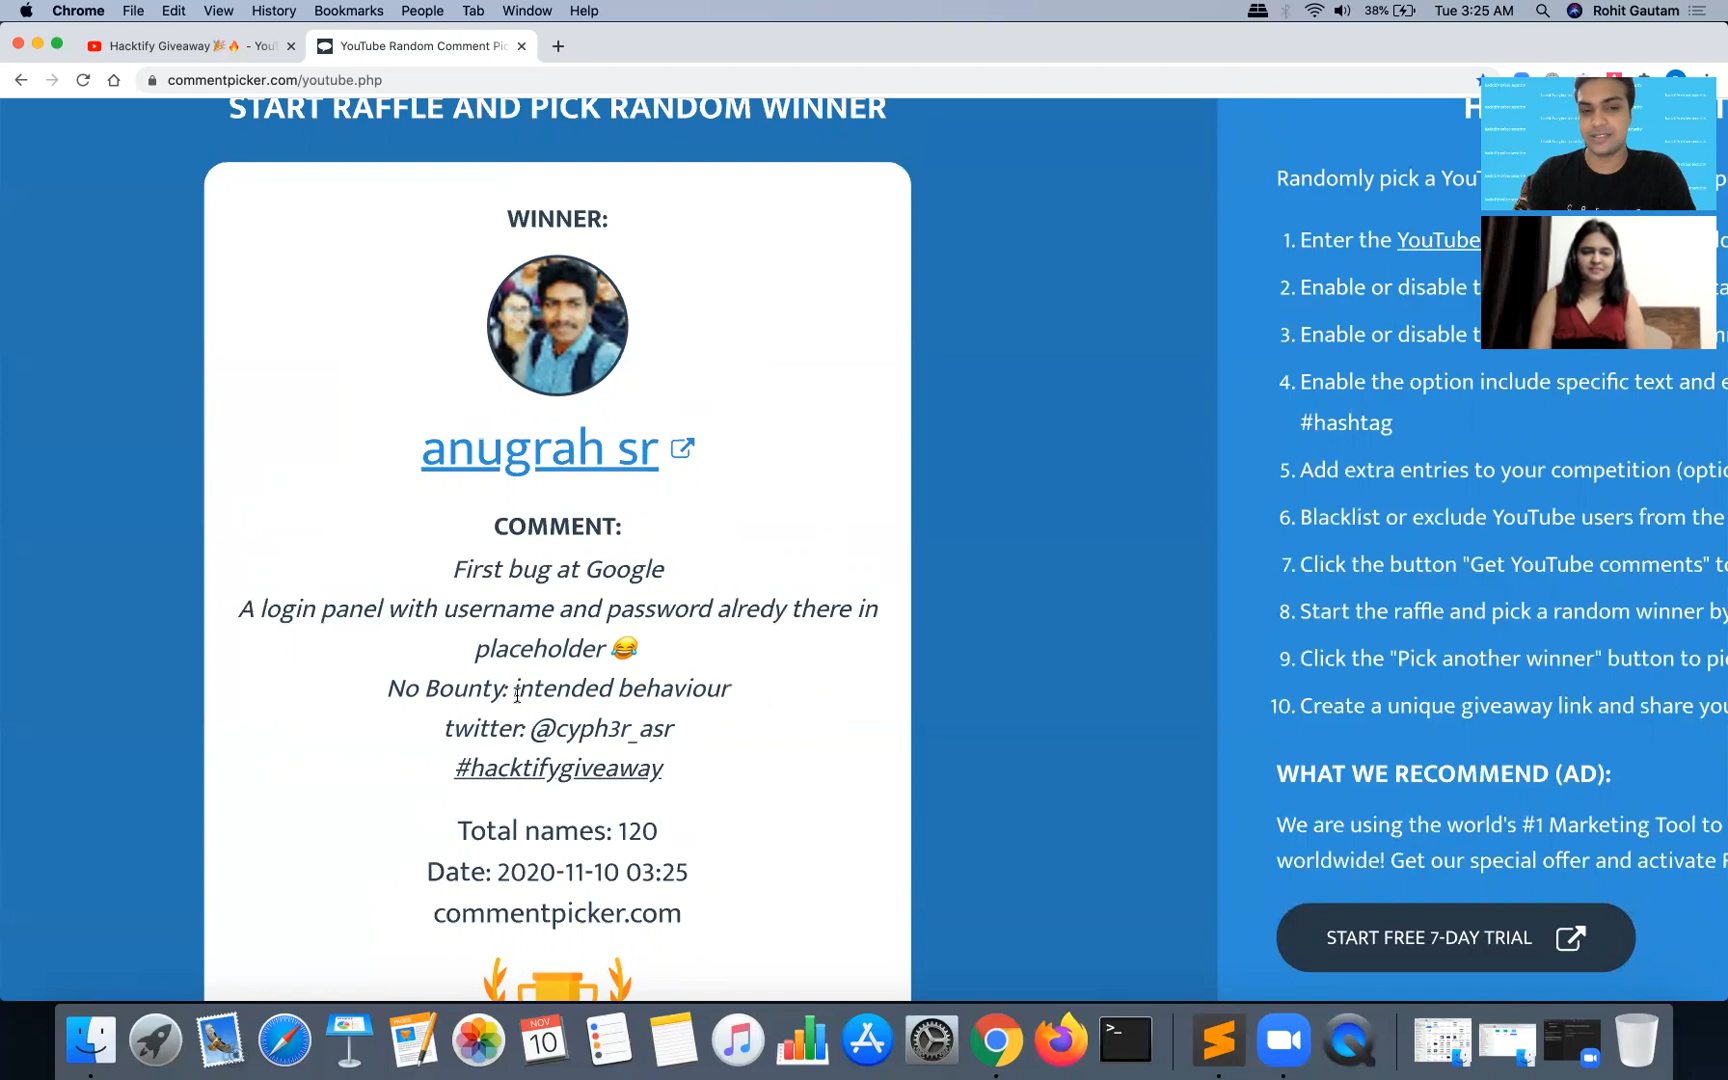 Chrome File Edit View History Bookmarks People Tab Window Help
38% Tue 3:25 AM Rohit Gautam
Hacktify Giveaway🎉🔥 - You
YouTube Random Comment Pic
commentpicker.com/youtube.php
START RAFFLE AND PICK RANDOM WINNER
WINNER:
anugrah sr
COMMENT:
First bug at Google
A login panel with username and password alredy there in
placeholder 😂
No Bounty: intended behaviour
twitter: @cyph3r_asr
#hacktifygiveaway
Total names: 120
Date: 2020-11-10 03:25
commentpicker.com
Randomly pick a You
1. Enter the YouTube
2. Enable or disable t
3. Enable or disable t
4. Enable the option include specific text and e
#hashtag
5. Add extra entries to your competition (optio
6. Blacklist or exclude YouTube users from the
7. Click the button "Get YouTube comments" to
8. Start the raffle and pick a random winner by
9. Click the "Pick another winner" button to pic
10. Create a unique giveaway link and share you
WHAT WE RECOMMEND (AD):
We are using the world's #1 Marketing Tool to
worldwide! Get our special offer and activate F
START FREE 7-DAY TRIAL
NOV
10